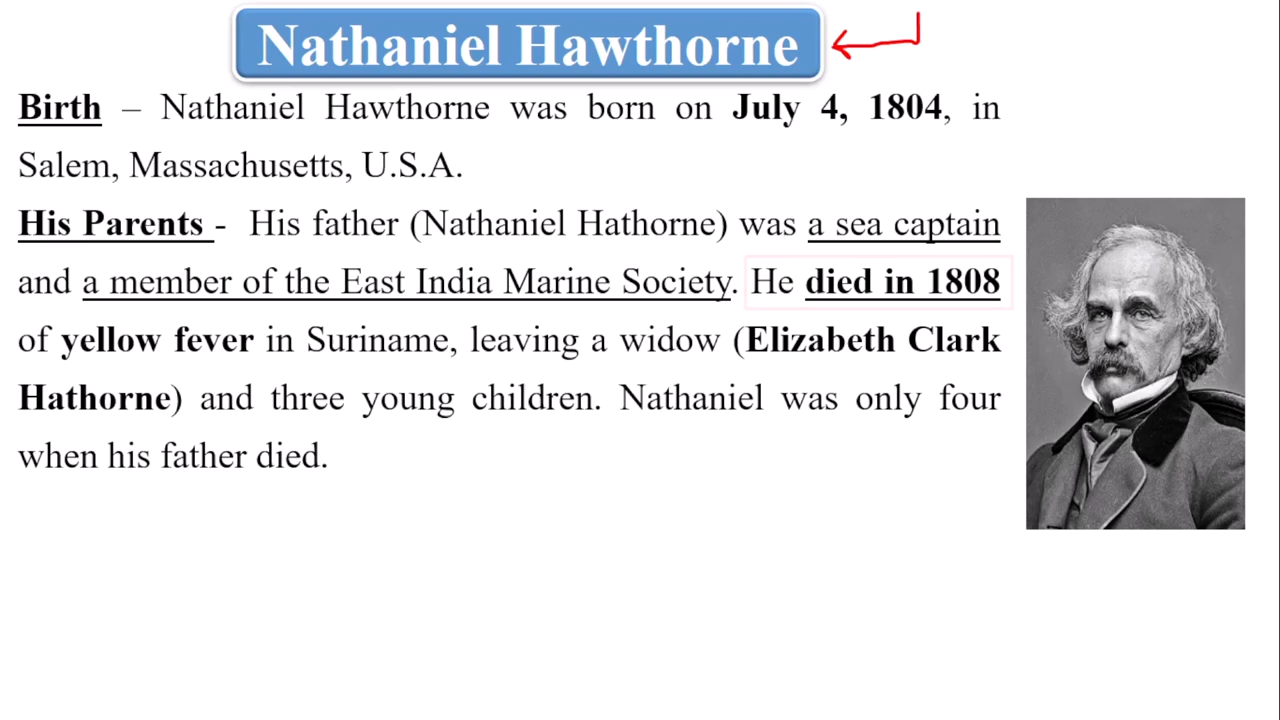 Nathaniel Hawthorne
Birth – Nathaniel Hawthorne was born on July 4, 1804, in
Salem, Massachusetts, U.S.A.
His Parents - His father (Nathaniel Hathorne) was a sea captain
and a member of the East India Marine Society. He died in 1808
of yellow fever in Suriname, leaving a widow (Elizabeth Clark
Hathorne) and three young children. Nathaniel was only four
when his father died.